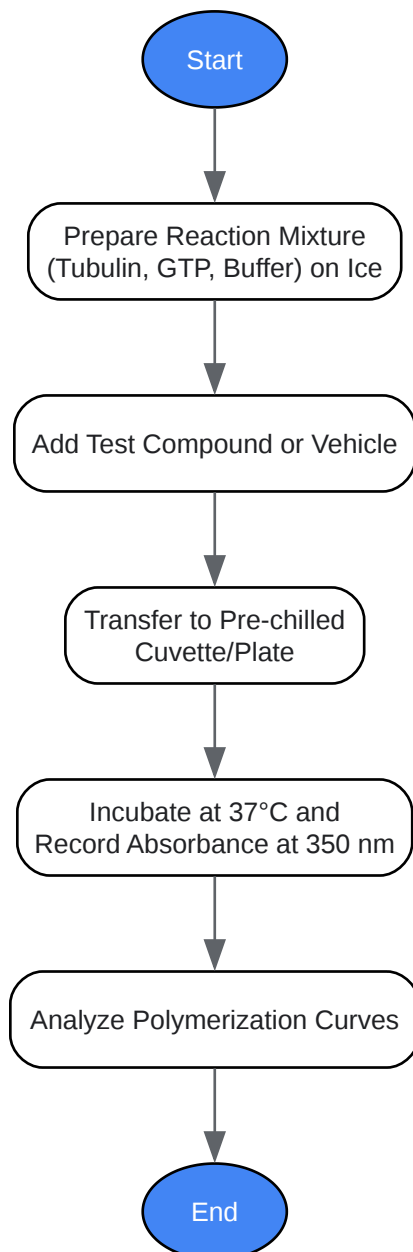 Start
Prepare Reaction Mixture
(Tubulin, GTP, Buffer) on Ice
Add Test Compound or Vehicle
Transfer to Pre-chilled
Cuvette/Plate
Incubate at 37°C and
Record Absorbance at 350 nm
Analyze Polymerization Curves
End